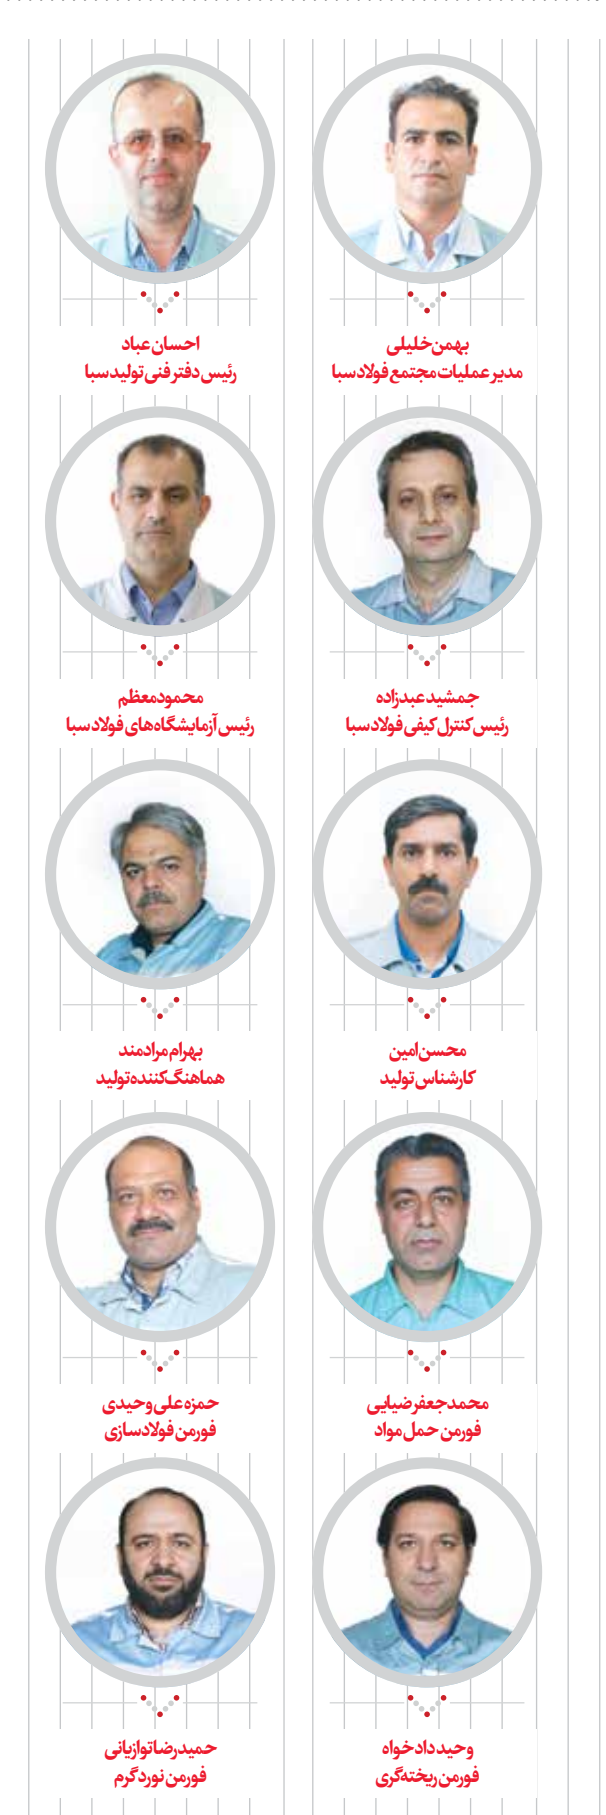 بهمن خلیلی
مدیر عملیات مجتمع فولاد سبا
احسان عباد
رئیس دفتر فنی تولید سبا
جمشید عبدزاده
رئیس کنترل کیفی فولاد سبا
محمود معظم
رئیس آزمایشگاه‌های فولاد سبا
محسن امین
کارشناس تولید
بهرام مرادمند
هماهنگ‌کننده تولید
محمدجعفر ضیایی
فورمن حمل مواد
حمزه علی وحیدی
فورمن فولادسازی
وحید دادخواه
فورمن ریخته‌گری
حمیدرضا توازیانی
فورمن نورد گرم